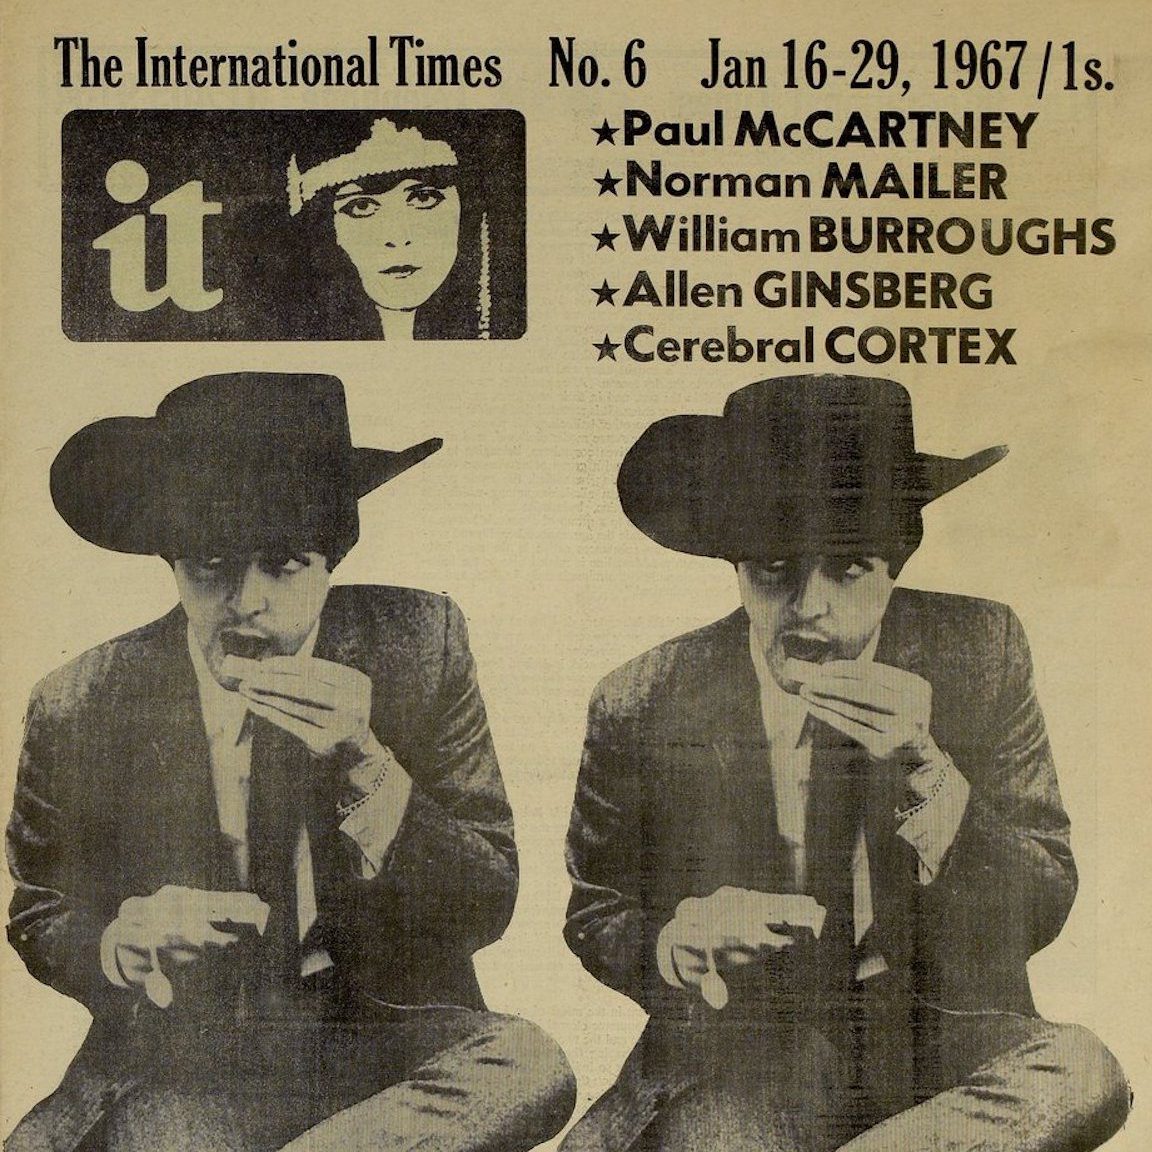 The International Times No. 6 Jan 16-29, 1967/1s.
it
★Paul McCARTNEY
★Norman MAILER
★William BURROUGHS
★Allen GINSBERG
★Cerebral CORTEX